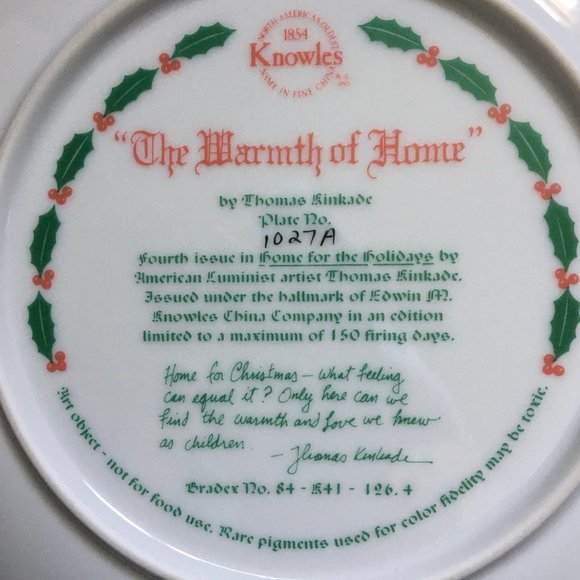 NORTH AMERICA'S OLDEST
1854
Knowles
NAME IN FINE CHINA
"The Warmth of Home"
by Thomas Kinkade
Plate No.
1027A
Fourth issue in Home for the Holidays by
American Luminist artist Thomas Kinkade.
Issued under the hallmark of Edwin M.
Knowles China Company in an edition
limited to a maximum of 150 firing days.
Home for Christmas — what feeling
can equal it? Only here can we
find the warmth and love we knew
as children.
— Thomas Kinkade
Bradex No. 84 - K41 - 126.4
Art object - not for food use. Rare pigments used for color fidelity may be toxic.